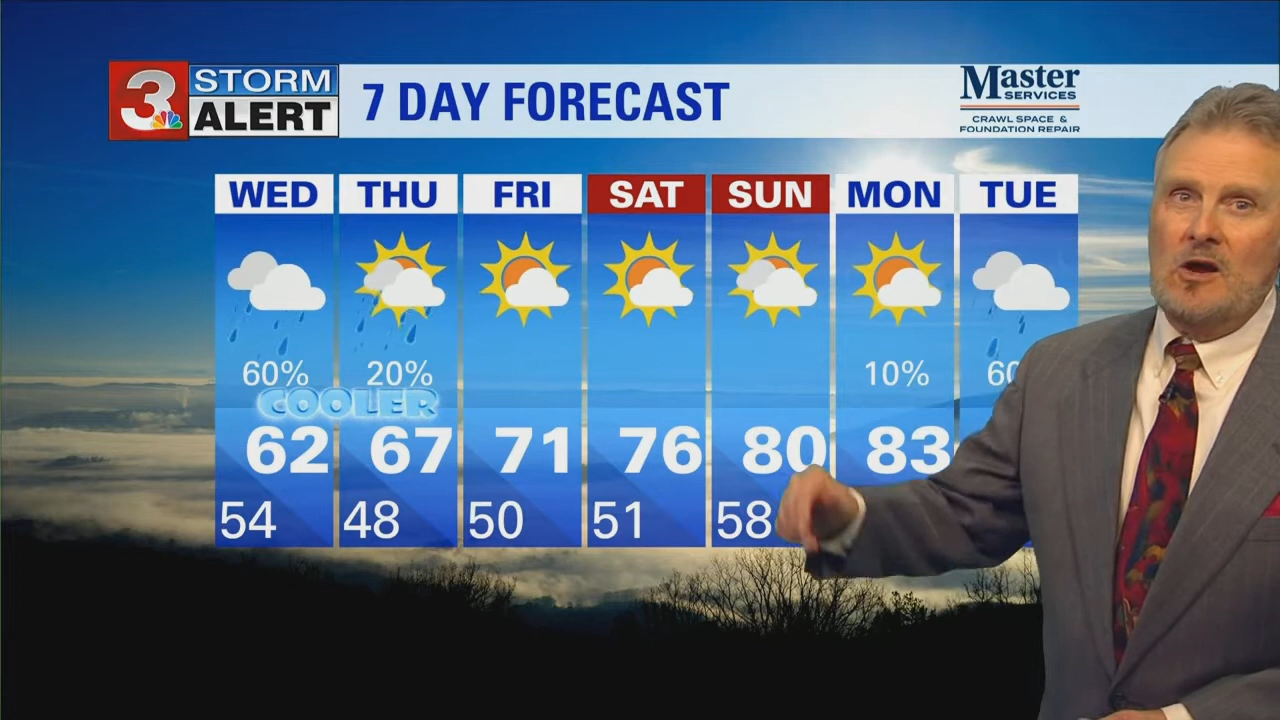 3 STORM ALERT
7 DAY FORECAST
Master
SERVICES
CRAWL SPACE &
FOUNDATION REPAIR
WED THU FRI SAT SUN MON TUE
60% 20% 10% 60
COOLER
62 67 71 76 80 83
54 48 50 51 58